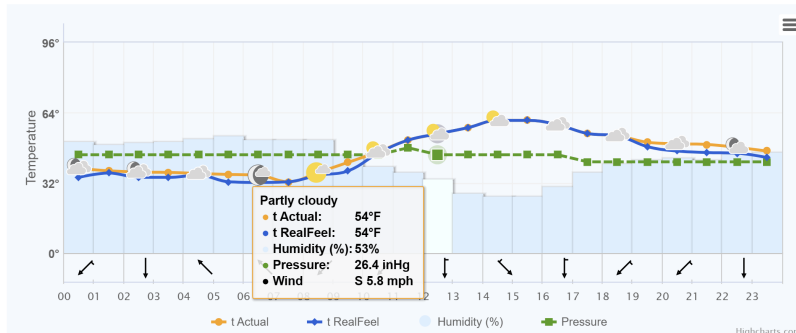 96°
64°
32°
0°
Temperature
Partly cloudy
t Actual: 54°F
t RealFeel: 54°F
Humidity (%): 53%
Pressure: 26.4 inHg
Wind S 5.8 mph
00 01 02 03 04 05 06 07 08 09 10 11 12 13 14 15 16 17 18 19 20 21 22 23
t Actual t RealFeel Humidity (%) Pressure
Highcharts.co